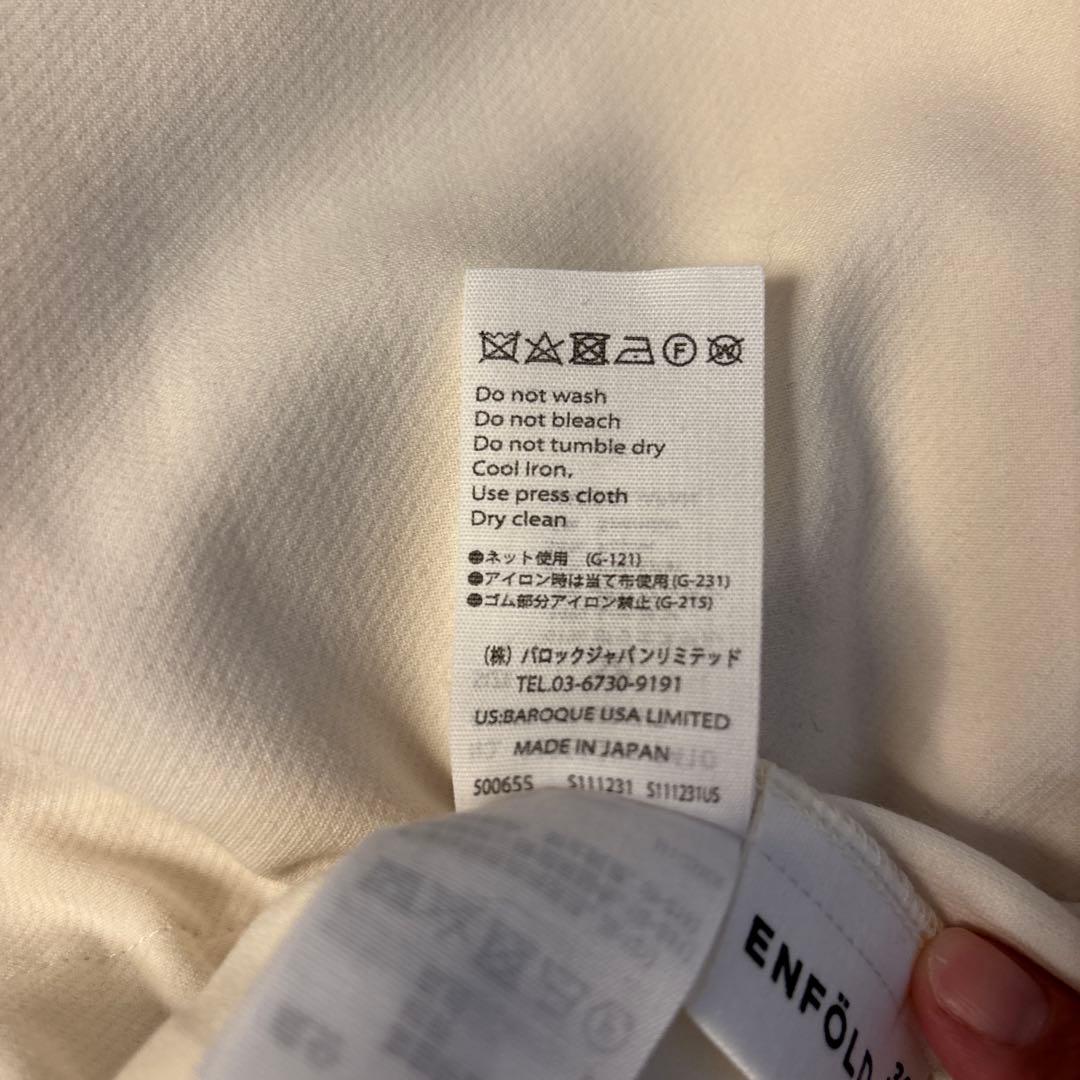 F W
Do not wash
Do not bleach
Do not tumble dry
Cool iron,
Use press cloth
Dry clean
●ネット使用 (G-121)
●アイロン時は当て布使用(G-231)
●ゴム部分アイロン禁止(G-215)
(株)バロックジャパンリミテッド
TEL.03-6730-9191
US:BAROQUE USA LIMITED
MADE IN JAPAN
50065S S111231 S111231US
ENFÖLD